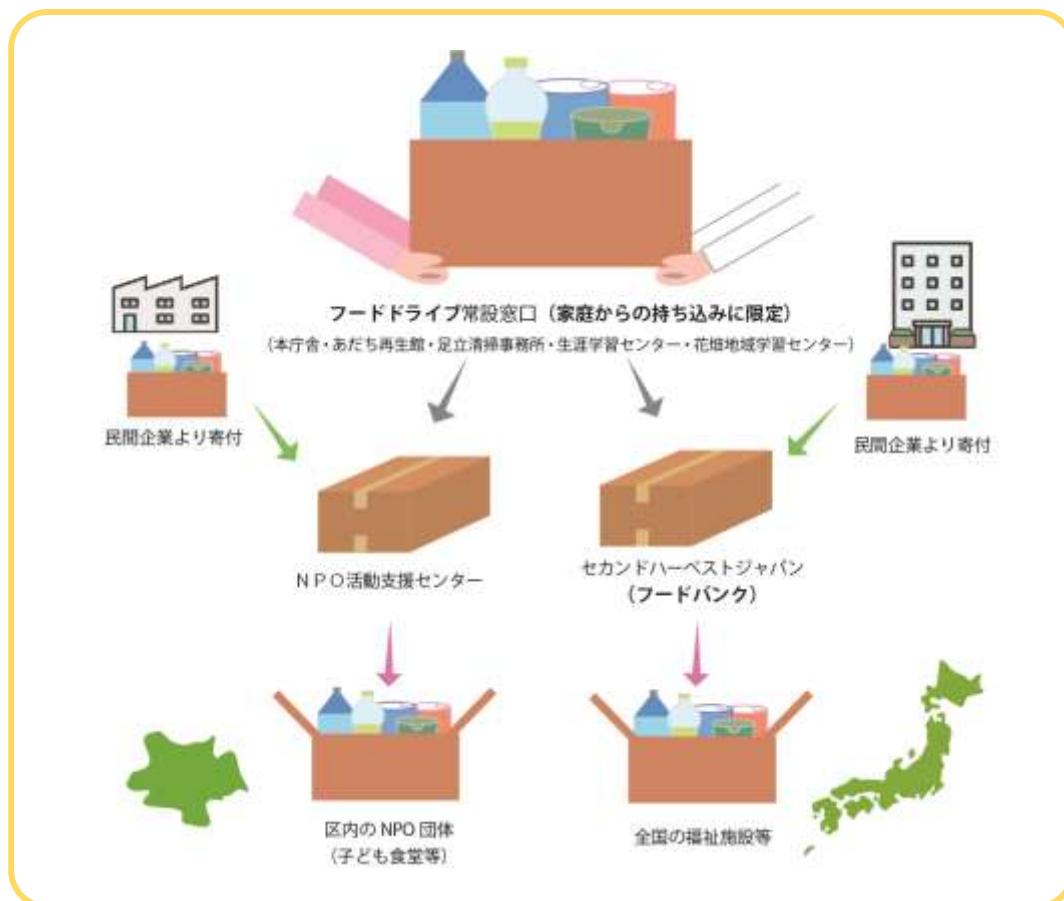 フードドライブ常設窓口（家庭からの持ち込みに限定）
（本庁舎・あだち再生館・足立清掃事務所・生涯学習センター・花畑地域学習センター）
民間企業より寄付
民間企業より寄付
ＮＰＯ活動支援センター
セカンドハーベストジャパン
（フードバンク）
区内の NPO 団体
（子ども食堂等）
全国の福祉施設等